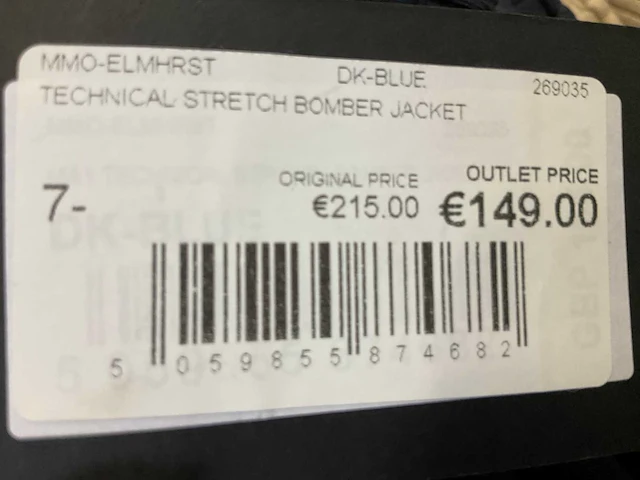 MMO-ELMHRST DK-BLUE 269035
TECHNICAL STRETCH BOMBER JACKET
ORIGINAL PRICE OUTLET PRICE
7- €215.00 €149.00
5 059855 874682